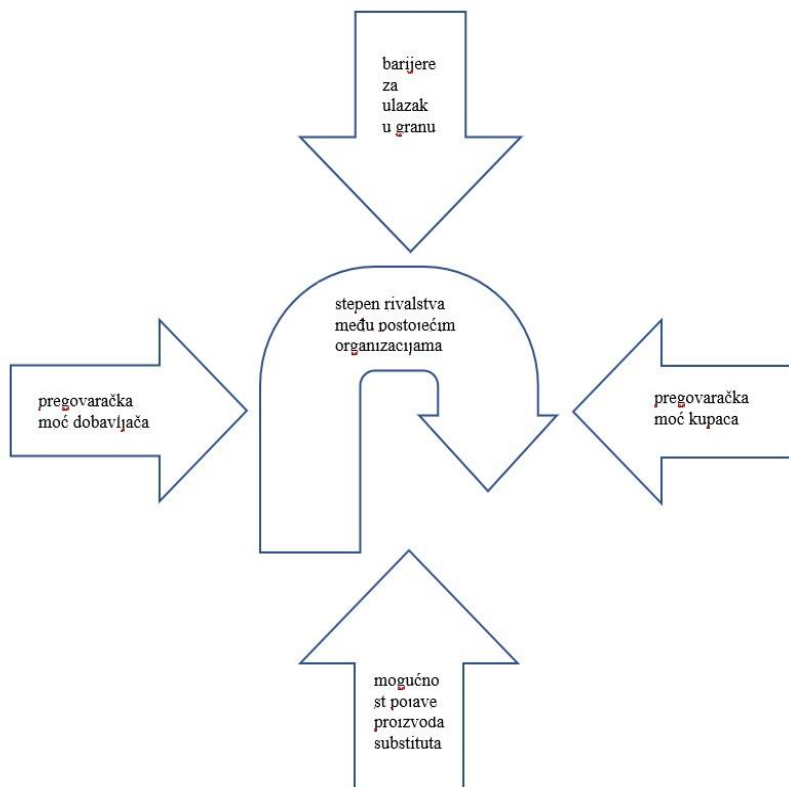 barijere
za
ulazak
u granu
stepen rivalstva
među postojećim
organizacijama
pregovaračka
moć dobavljača
pregovaračka
moć kupaca
mogućno
st pojave
proizvoda
substituta